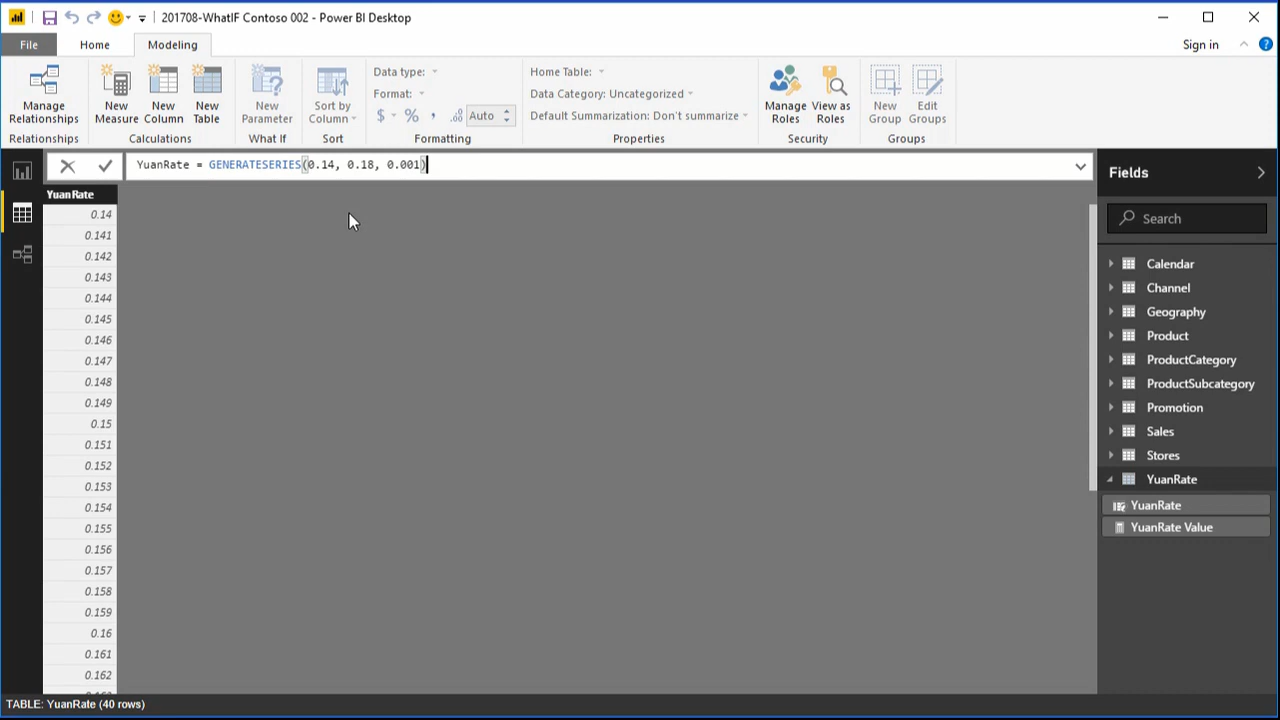 201708-WhatIF Contoso 002 - Power BI Desktop
File Home Modeling Sign in
Manage Relationships
New Measure
New Column
New Table
New Parameter
Sort by Column
Data type:
Format:
$ % , .00 Auto
Home Table:
Data Category: Uncategorized
Default Summarization: Don't summarize
Manage Roles
View as Roles
New Group
Edit Groups
Relationships Calculations What If Sort Formatting Properties Security Groups
YuanRate = GENERATESERIES(0.14, 0.18, 0.001)
YuanRate
0.14
0.141
0.142
0.143
0.144
0.145
0.146
0.147
0.148
0.149
0.15
0.151
0.152
0.153
0.154
0.155
0.156
0.157
0.158
0.159
0.16
0.161
0.162
Fields
Search
Calendar
Channel
Geography
Product
ProductCategory
ProductSubcategory
Promotion
Sales
Stores
YuanRate
YuanRate
YuanRate Value
TABLE: YuanRate (40 rows)